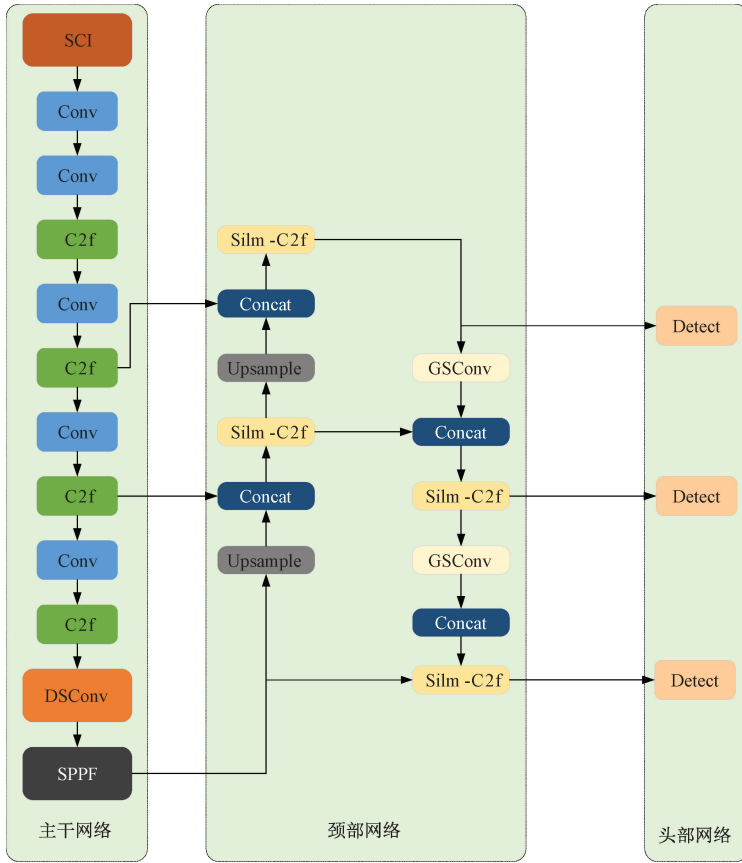 SCI
Conv
Conv
C2f
Conv
C2f
Conv
C2f
Conv
C2f
DSConv
SPPF
主干网络
Silm -C2f
Concat
Upsample
Silm -C2f
Concat
Upsample
GSConv
Concat
Silm -C2f
GSConv
Concat
Silm -C2f
颈部网络
Detect
Detect
Detect
头部网络